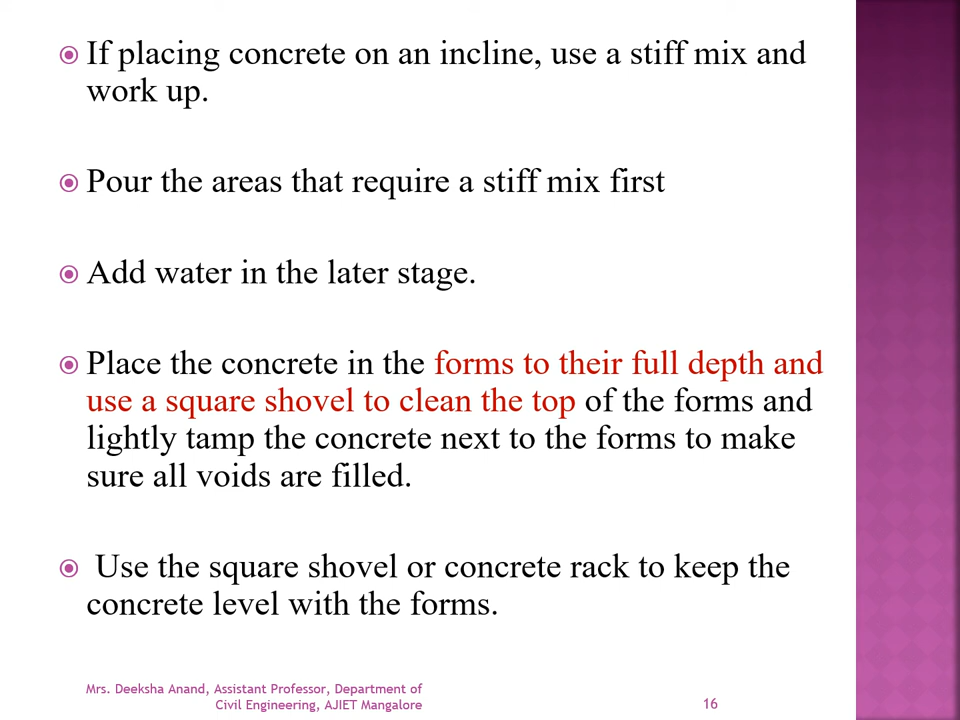 If placing concrete on an incline, use a stiff mix and
work up.
Pour the areas that require a stiff mix first
Add water in the later stage.
Place the concrete in the forms to their full depth and
use a square shovel to clean the top of the forms and
lightly tamp the concrete next to the forms to make
sure all voids are filled.
Use the square shovel or concrete rack to keep the
concrete level with the forms.
Mrs. Deeksha Anand, Assistant Professor, Department of
Civil Engineering, AJIET Mangalore
16